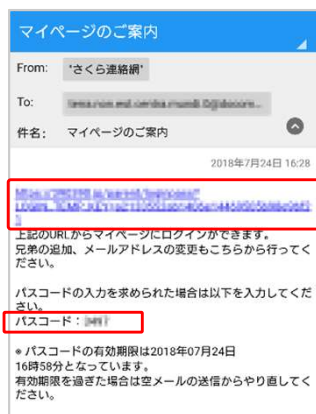 マイページのご案内
From: "さくら連絡網"
To:
件名: マイページのご案内
2018年7月24日 16:28
上記のURLからマイページにログインができます。
兄弟の追加、メールアドレスの変更もこちらから行ってく
ださい。
パスコードの入力を求められた場合は以下を入力してくだ
さい。
パスコード:
※パスコードの有効期限は2018年07月24日
16時58分となっています。
有効期限を過ぎた場合は空メールの送信からやり直してく
ださい。